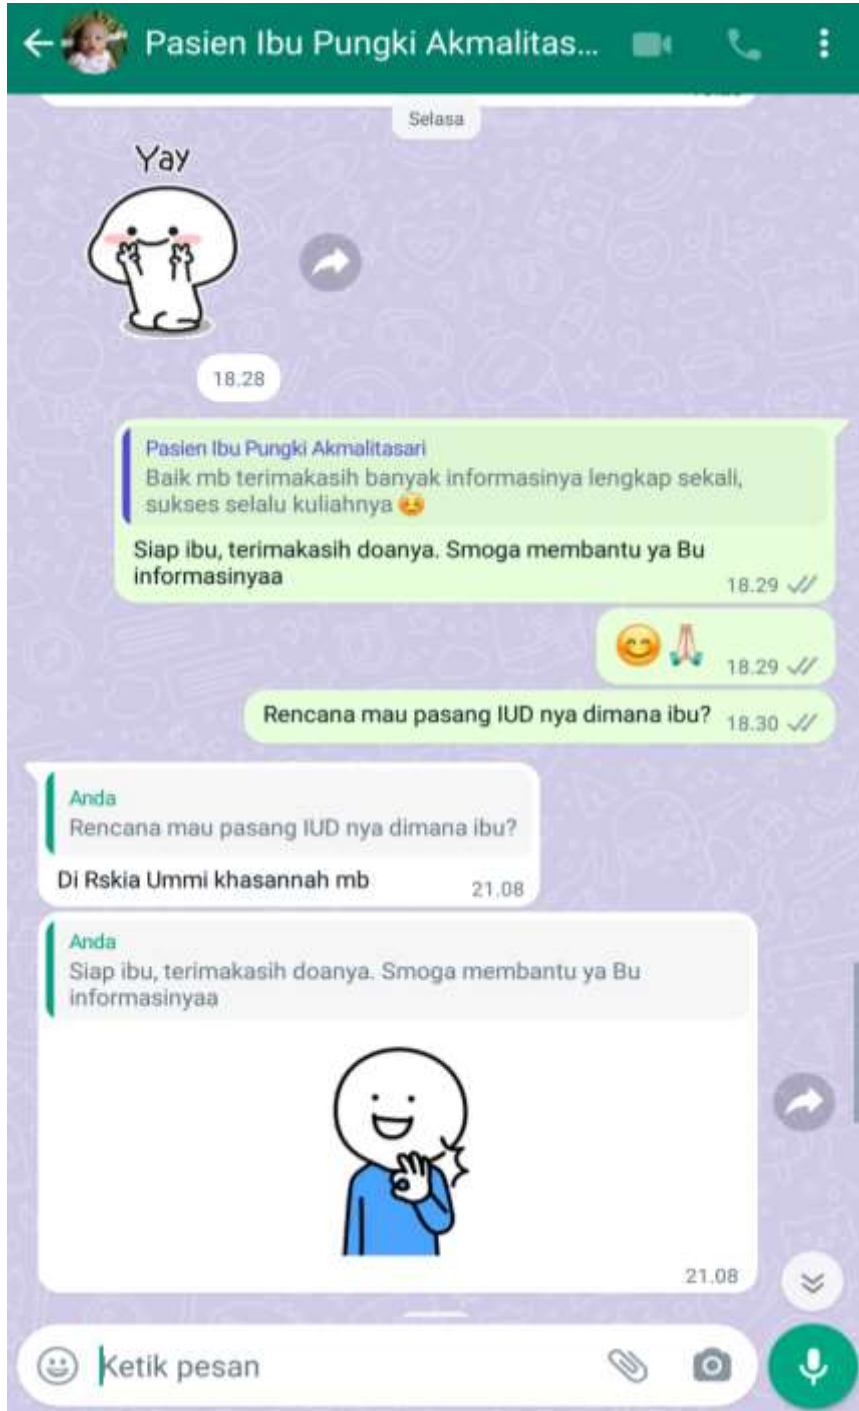 Pasien Ibu Pungki Akmalitas...
Selasa
Yay
18.28
Pasien Ibu Pungki Akmalitasari
Baik mb terimakasih banyak informasinya lengkap sekali,
sukses selalu kuliahnya ☺️
Siap ibu, terimakasih doanya. Smoga membantu ya Bu
informasinyaa
18.29
😊🙏🏻
18.29
Rencana mau pasang IUD nya dimana ibu?
18.30
Anda
Rencana mau pasang IUD nya dimana ibu?
Di Rskia Ummi khasannah mb
21.08
Anda
Siap ibu, terimakasih doanya. Smoga membantu ya Bu
informasinyaa
21.08
Ketik pesan